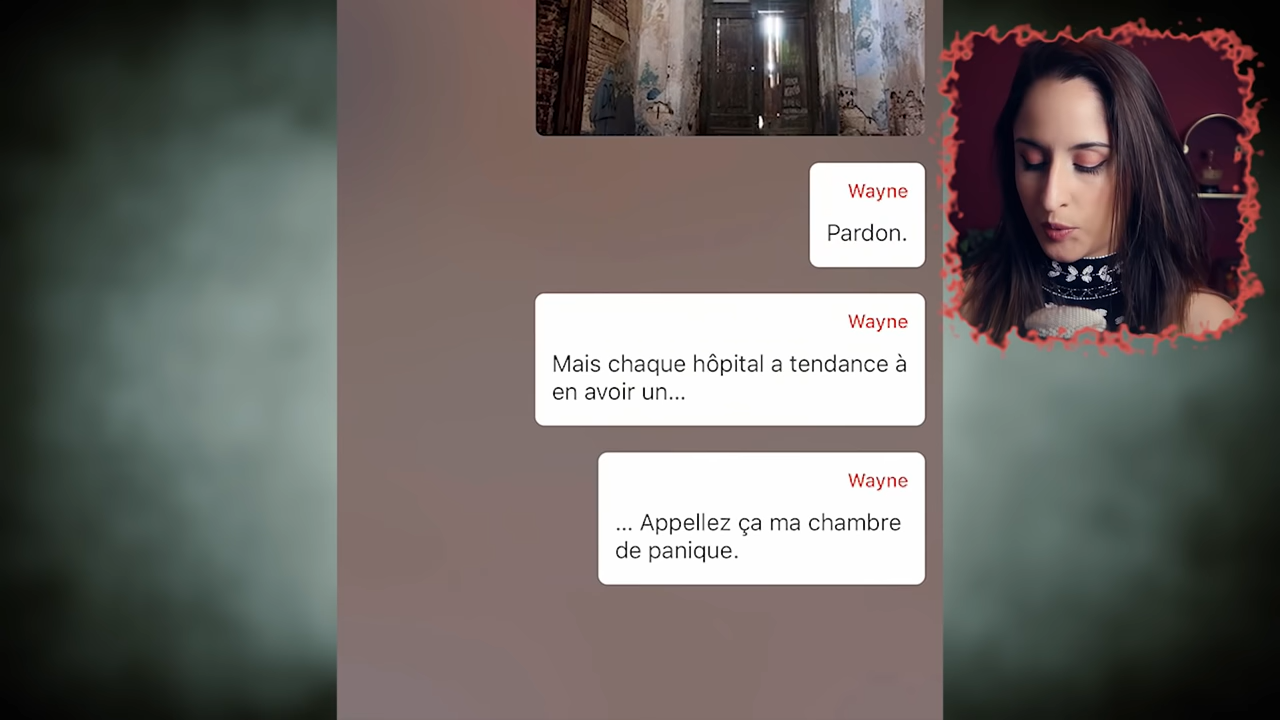 Wayne
Pardon.
Wayne
Mais chaque hôpital a tendance à
en avoir un...
Wayne
... Appellez ça ma chambre
de panique.